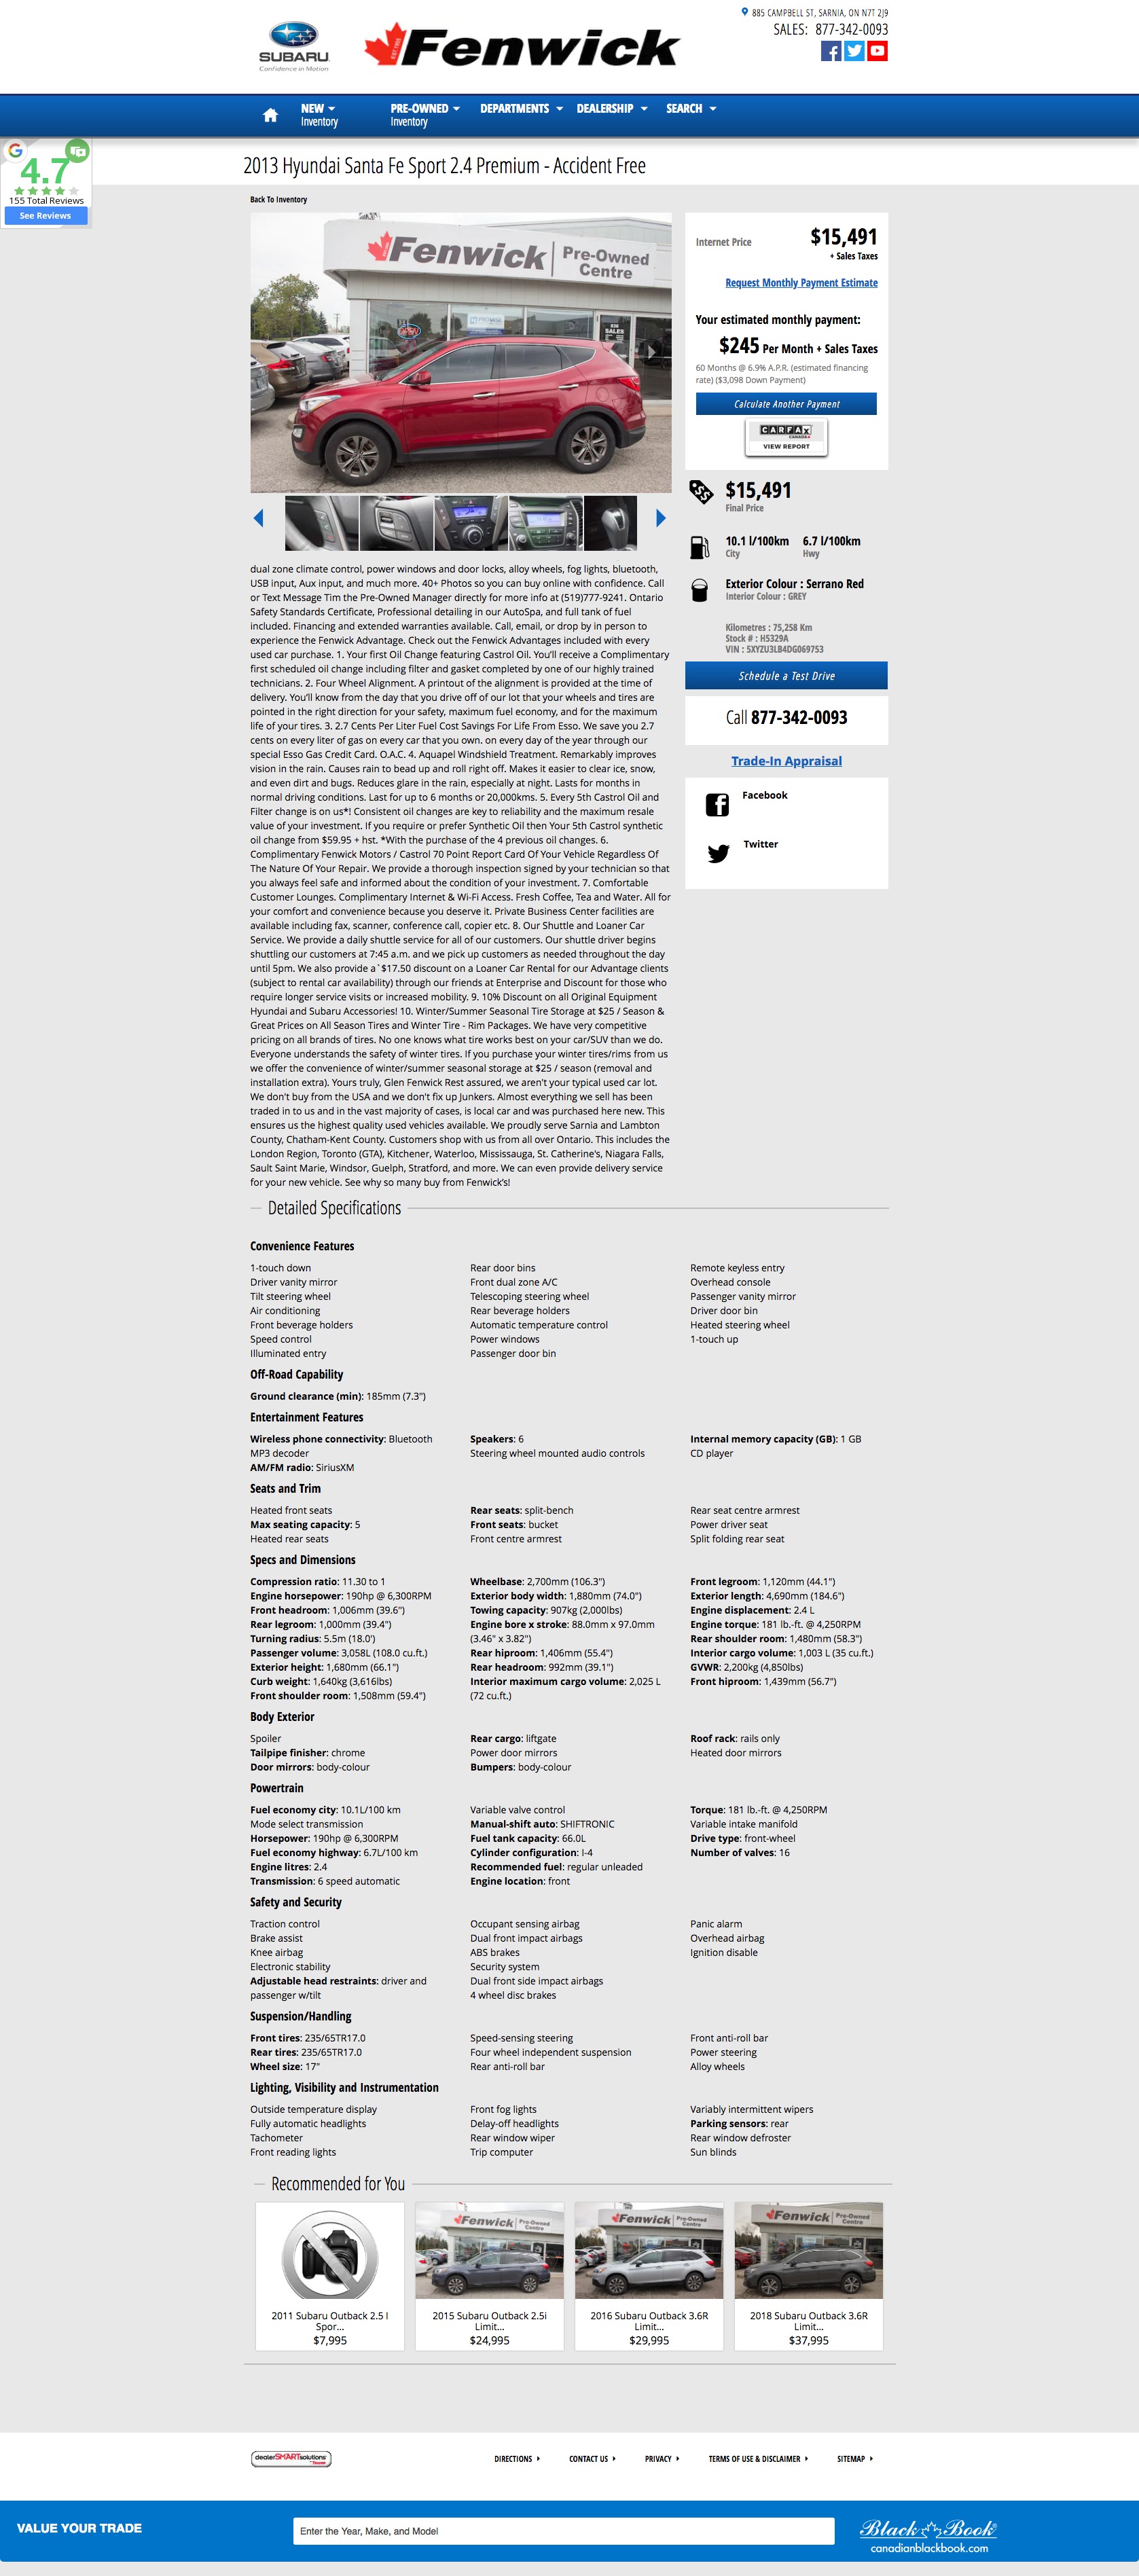 SUBARU
Confidence in Motion
Fenwick
885 CAMPBELL ST, SARNIA, ON N7T 2J9
SALES: 877-342-0093
NEW
Inventory
PRE-OWNED
Inventory
DEPARTMENTS
DEALERSHIP
SEARCH
4.7
155 Total Reviews
See Reviews
2013 Hyundai Santa Fe Sport 2.4 Premium - Accident Free
Back To Inventory
Fenwick
Pre-Owned
Centre
OPEN
Internet Price
$15,491
+ Sales Taxes
Request Monthly Payment Estimate
Your estimated monthly payment:
$245 Per Month + Sales Taxes
60 Months @ 6.9% A.P.R. (estimated financing
rate) ($3,098 Down Payment)
Calculate Another Payment
CARFAX
CANADA
VIEW REPORT
$15,491
Final Price
10.1 l/100km
City
6.7 l/100km
Hwy
Exterior Colour : Serrano Red
Interior Colour : GREY
Kilometres : 75,258 Km
Stock # : H5329A
VIN : 5XYZU3LB4DG069753
Schedule a Test Drive
Call 877-342-0093
Trade-In Appraisal
Facebook
Twitter
dual zone climate control, power windows and door locks, alloy wheels, fog lights, bluetooth,
USB input, Aux input, and much more. 40+ Photos so you can buy online with confidence. Call
or Text Message Tim the Pre-Owned Manager directly for more info at (519)777-9241. Ontario
Safety Standards Certificate, Professional detailing in our AutoSpa, and full tank of fuel
included. Financing and extended warranties available. Call, email, or drop by in person to
experience the Fenwick Advantage. Check out the Fenwick Advantages included with every
used car purchase. 1. Your first Oil Change featuring Castrol Oil. You'll receive a Complimentary
first scheduled oil change including filter and gasket completed by one of our highly trained
technicians. 2. Four Wheel Alignment. A printout of the alignment is provided at the time of
delivery. You'll know from the day that you drive off of our lot that your wheels and tires are
pointed in the right direction for your safety, maximum fuel economy, and for the maximum
life of your tires. 3. 2.7 Cents Per Liter Fuel Cost Savings For Life From Esso. We save you 2.7
cents on every liter of gas on every car that you own. on every day of the year through our
special Esso Gas Credit Card. O.A.C. 4. Aquapel Windshield Treatment. Remarkably improves
vision in the rain. Causes rain to bead up and roll right off. Makes it easier to clear ice, snow,
and even dirt and bugs. Reduces glare in the rain, especially at night. Lasts for months in
normal driving conditions. Last for up to 6 months or 20,000kms. 5. Every 5th Castrol Oil and
Filter change is on us*! Consistent oil changes are key to reliability and the maximum resale
value of your investment. If you require or prefer Synthetic Oil then Your 5th Castrol synthetic
oil change from $59.95 + hst. *With the purchase of the 4 previous oil changes. 6.
Complimentary Fenwick Motors / Castrol 70 Point Report Card Of Your Vehicle Regardless Of
The Nature Of Your Repair. We provide a thorough inspection signed by your technician so that
you always feel safe and informed about the condition of your investment. 7. Comfortable
Customer Lounges. Complimentary Internet & Wi-Fi Access. Fresh Coffee, Tea and Water. All for
your comfort and convenience because you deserve it. Private Business Center facilities are
available including fax, scanner, conference call, copier etc. 8. Our Shuttle and Loaner Car
Service. We provide a daily shuttle service for all of our customers. Our shuttle driver begins
shuttling our customers at 7:45 a.m. and we pick up customers as needed throughout the day
until 5pm. We also provide a`$17.50 discount on a Loaner Car Rental for our Advantage clients
(subject to rental car availability) through our friends at Enterprise and Discount for those who
require longer service visits or increased mobility. 9. 10% Discount on all Original Equipment
Hyundai and Subaru Accessories! 10. Winter/Summer Seasonal Tire Storage at $25 / Season &
Great Prices on All Season Tires and Winter Tire - Rim Packages. We have very competitive
pricing on all brands of tires. No one knows what tire works best on your car/SUV than we do.
Everyone understands the safety of winter tires. If you purchase your winter tires/rims from us
we offer the convenience of winter/summer seasonal storage at $25 / season (removal and
installation extra). Yours truly, Glen Fenwick Rest assured, we aren't your typical used car lot.
We don't buy from the USA and we don't fix up Junkers. Almost everything we sell has been
traded in to us and in the vast majority of cases, is local car and was purchased here new. This
ensures us the highest quality used vehicles available. We proudly serve Sarnia and Lambton
County, Chatham-Kent County. Customers shop with us from all over Ontario. This includes the
London Region, Toronto (GTA), Kitchener, Waterloo, Mississauga, St. Catherine's, Niagara Falls,
Sault Saint Marie, Windsor, Guelph, Stratford, and more. We can even provide delivery service
for your new vehicle. See why so many buy from Fenwick's!
Detailed Specifications
Convenience Features
1-touch down
Rear door bins
Remote keyless entry
Driver vanity mirror
Front dual zone A/C
Overhead console
Tilt steering wheel
Telescoping steering wheel
Passenger vanity mirror
Air conditioning
Rear beverage holders
Driver door bin
Front beverage holders
Automatic temperature control
Heated steering wheel
Speed control
Power windows
1-touch up
Illuminated entry
Passenger door bin
Off-Road Capability
Ground clearance (min): 185mm (7.3")
Entertainment Features
Wireless phone connectivity: Bluetooth
Speakers: 6
Internal memory capacity (GB): 1 GB
MP3 decoder
Steering wheel mounted audio controls
CD player
AM/FM radio: SiriusXM
Seats and Trim
Heated front seats
Rear seats: split-bench
Rear seat centre armrest
Max seating capacity: 5
Front seats: bucket
Power driver seat
Heated rear seats
Front centre armrest
Split folding rear seat
Specs and Dimensions
Compression ratio: 11.30 to 1
Engine horsepower: 190hp @ 6,300RPM
Front headroom: 1,006mm (39.6")
Rear legroom: 1,000mm (39.4")
Turning radius: 5.5m (18.0')
Passenger volume: 3,058L (108.0 cu.ft.)
Exterior height: 1,680mm (66.1")
Curb weight: 1,640kg (3,616lbs)
Front shoulder room: 1,508mm (59.4")
Wheelbase: 2,700mm (106.3")
Exterior body width: 1,880mm (74.0")
Towing capacity: 907kg (2,000lbs)
Engine bore x stroke: 88.0mm x 97.0mm
(3.46" x 3.82")
Rear hiproom: 1,406mm (55.4")
Rear headroom: 992mm (39.1")
Interior maximum cargo volume: 2,025 L
(72 cu.ft.)
Front legroom: 1,120mm (44.1")
Exterior length: 4,690mm (184.6")
Engine displacement: 2.4 L
Engine torque: 181 lb.-ft. @ 4,250RPM
Rear shoulder room: 1,480mm (58.3")
Interior cargo volume: 1,003 L (35 cu.ft.)
GVWR: 2,200kg (4,850lbs)
Front hiproom: 1,439mm (56.7")
Body Exterior
Spoiler
Rear cargo: liftgate
Roof rack: rails only
Tailpipe finisher: chrome
Power door mirrors
Heated door mirrors
Door mirrors: body-colour
Bumpers: body-colour
Powertrain
Fuel economy city: 10.1L/100 km
Variable valve control
Torque: 181 lb.-ft. @ 4,250RPM
Mode select transmission
Manual-shift auto: SHIFTRONIC
Variable intake manifold
Horsepower: 190hp @ 6,300RPM
Fuel tank capacity: 66.0L
Drive type: front-wheel
Fuel economy highway: 6.7L/100 km
Cylinder configuration: I-4
Number of valves: 16
Engine litres: 2.4
Recommended fuel: regular unleaded
Transmission: 6 speed automatic
Engine location: front
Safety and Security
Traction control
Brake assist
Knee airbag
Electronic stability
Adjustable head restraints: driver and
passenger w/tilt
Occupant sensing airbag
Dual front impact airbags
ABS brakes
Security system
Dual front side impact airbags
4 wheel disc brakes
Panic alarm
Overhead airbag
Ignition disable
Suspension/Handling
Front tires: 235/65TR17.0
Speed-sensing steering
Front anti-roll bar
Rear tires: 235/65TR17.0
Four wheel independent suspension
Power steering
Wheel size: 17"
Rear anti-roll bar
Alloy wheels
Lighting, Visibility and Instrumentation
Outside temperature display
Front fog lights
Variably intermittent wipers
Fully automatic headlights
Delay-off headlights
Parking sensors: rear
Tachometer
Rear window wiper
Rear window defroster
Front reading lights
Trip computer
Sun blinds
Recommended for You
Fenwick
Pre-Owned
Centre
Fenwick
Pre-Owned
Centre
Fenwick
Pre-Owned
Centre
2011 Subaru Outback 2.5 I
Spor...
$7,995
2015 Subaru Outback 2.5i
Limit...
$24,995
2016 Subaru Outback 3.6R
Limit...
$29,995
2018 Subaru Outback 3.6R
Limit...
$37,995
dealerSMARTsolutions
DIRECTIONS
CONTACT US
PRIVACY
TERMS OF USE & DISCLAIMER
SITEMAP
VALUE YOUR TRADE
Enter the Year, Make, and Model
Black Book
canadianblackbook.com